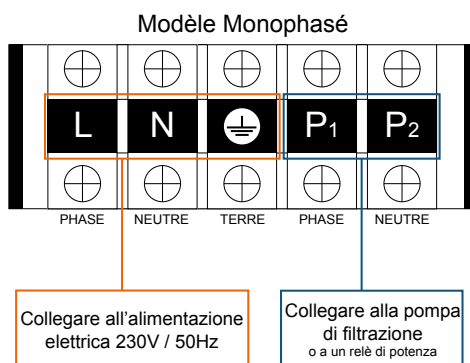 Modèle Monophasé
L N P1 P2
PHASE NEUTRE TERRE PHASE NEUTRE
Collegare all’alimentazione
elettrica 230V / 50Hz
Collegare alla pompa
di filtrazione
o a un relè di potenza